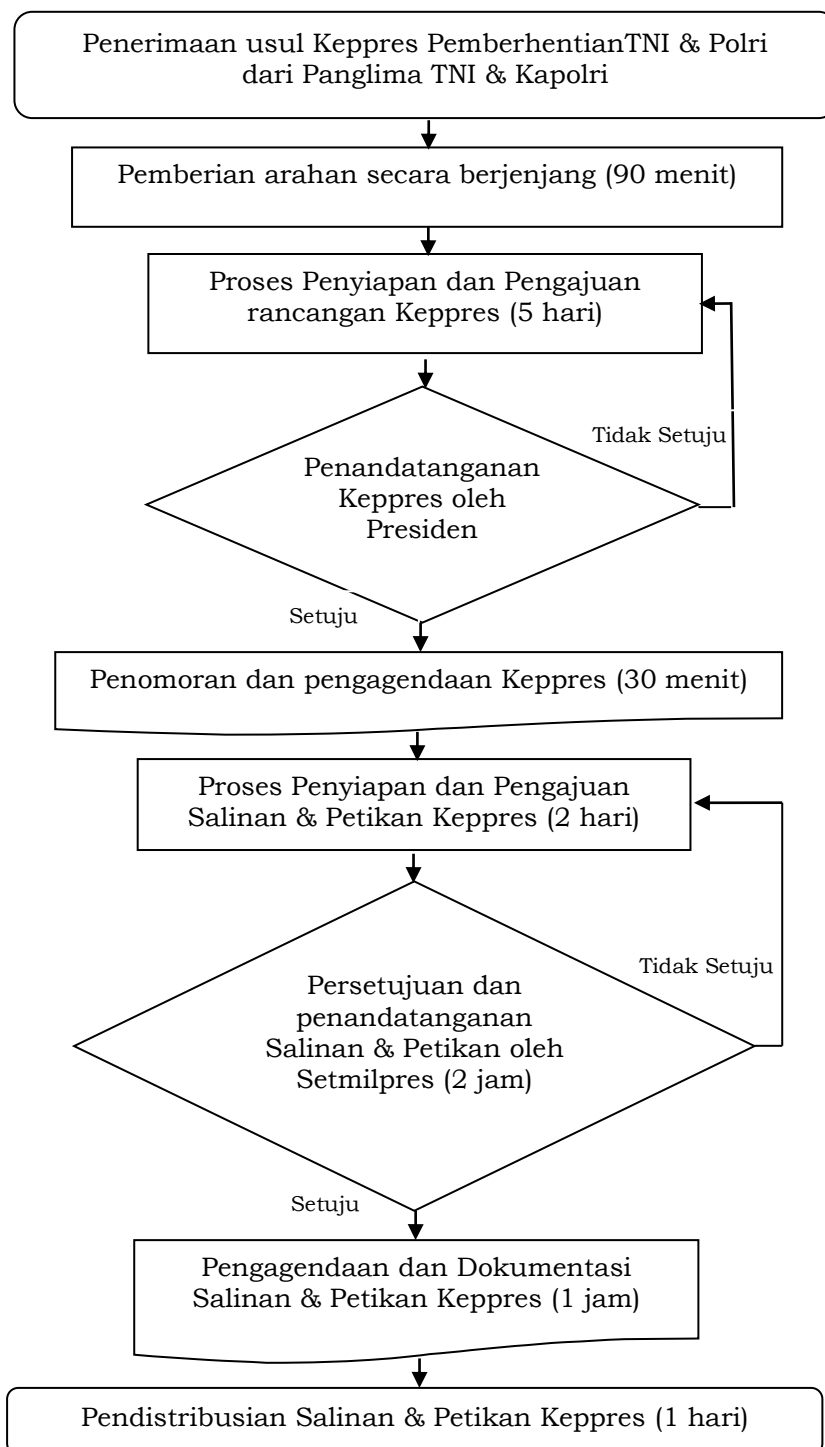 Penerimaan usul Keppres PemberhentianTNI & Polri
dari Panglima TNI & Kapolri
Pemberian arahan secara berjenjang (90 menit)
Proses Penyiapan dan Pengajuan
rancangan Keppres (5 hari)
Tidak Setuju
Penandatanganan
Keppres oleh
Presiden
Setuju
Penomoran dan pengagendaan Keppres (30 menit)
Proses Penyiapan dan Pengajuan
Salinan & Petikan Keppres (2 hari)
Tidak Setuju
Persetujuan dan
penandatanganan
Salinan & Petikan oleh
Setmilpres (2 jam)
Setuju
Pengagendaan dan Dokumentasi
Salinan & Petikan Keppres (1 jam)
Pendistribusian Salinan & Petikan Keppres (1 hari)